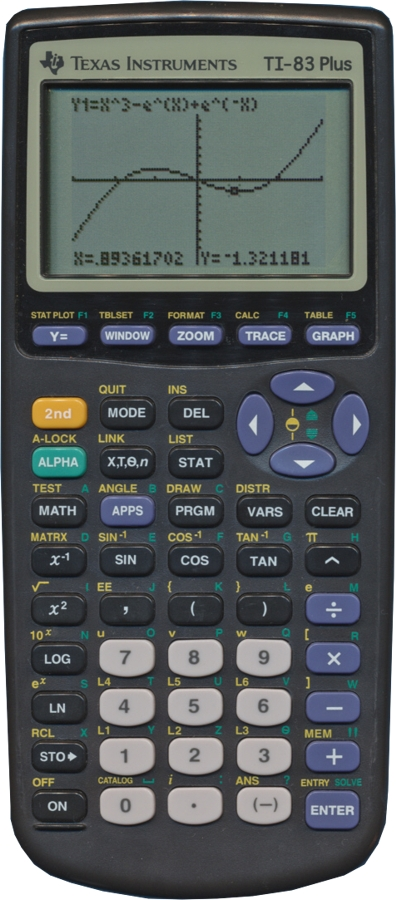 TEXAS INSTRUMENTS TI-83 Plus
Y1=X^3-e^(X)+e^(-X)
X=.89361702 Y=-1.321181
STAT PLOT F1 TBLSET F2 FORMAT F3 CALC F4 TABLE F5
Y= WINDOW ZOOM TRACE GRAPH
QUIT INS
2nd MODE DEL
A-LOCK LINK LIST
ALPHA X,T,θ,n STAT
TEST A ANGLE B DRAW C DISTR
MATH APPS PRGM VARS CLEAR
MATRX D SIN⁻¹ E COS⁻¹ F TAN⁻¹ G π H
x⁻¹ SIN COS TAN ^
√ I EE J { K } L e M
x² , ( ) ÷
10ˣ N u O v P w Q [ R
LOG 7 8 9 ×
eˣ S L4 T L5 U L6 V ] W
LN 4 5 6 −
RCL X L1 Y L2 Z L3 θ MEM "
STO▸ 1 2 3 +
OFF CATALOG ⎵ i : ANS ? ENTRY SOLVE
ON 0 . (−) ENTER